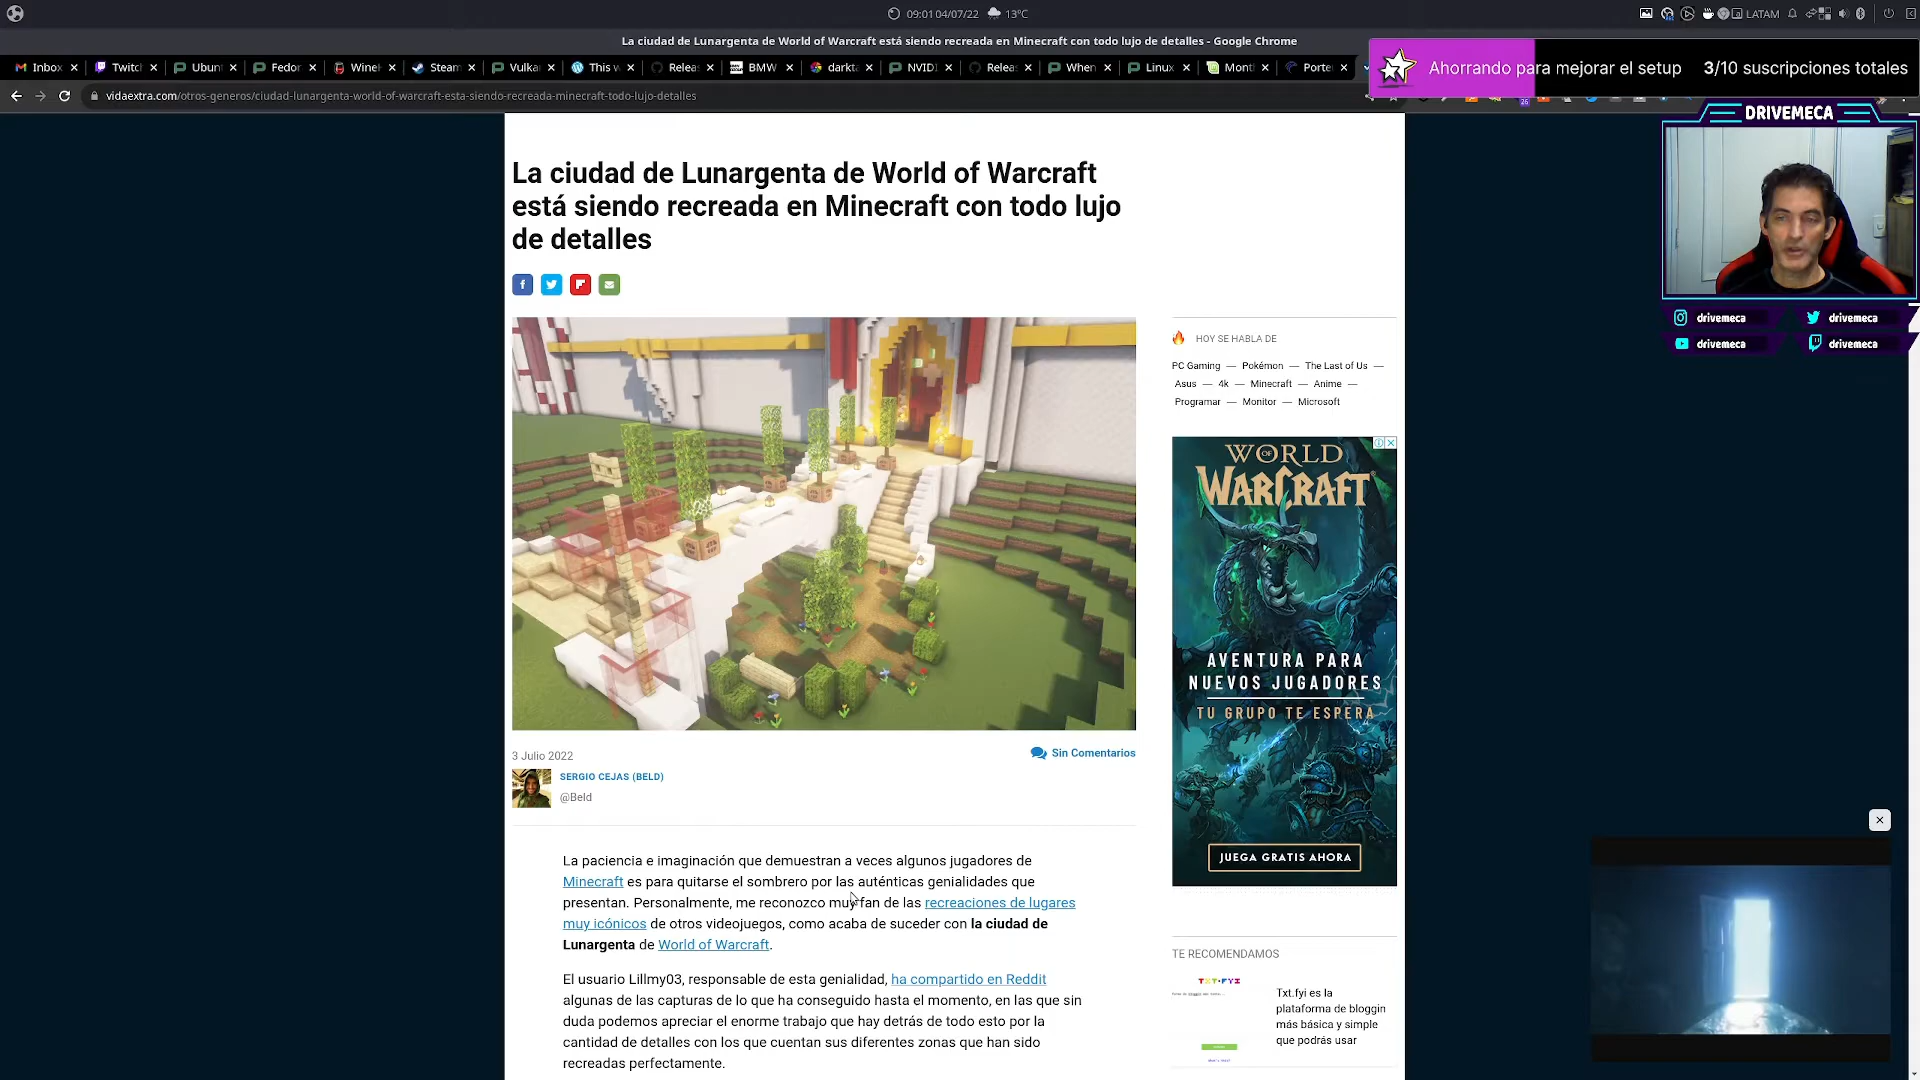 09:01 04/07/22 13°C
LATAM
La ciudad de Lunargenta de World of Warcraft está siendo recreada en Minecraft con todo lujo de detalles - Google Chrome
Inbox
Twitch
Ubunt
Fedor
WineH
Steam
Vulka
This w
Releas
BMW
darkta
NVIDI
Releas
When
Linux
Monti
Porte
Ahorrando para mejorar el setup 3/10 suscripciones totales
vidaextra.com/otros-generos/ciudad-lunargenta-world-of-warcraft-esta-siendo-recreada-minecraft-todo-lujo-detalles
26
DRIVEMECA
drivemeca
drivemeca
drivemeca
drivemeca
La ciudad de Lunargenta de World of Warcraft
está siendo recreada en Minecraft con todo lujo
de detalles
HOY SE HABLA DE
PC Gaming — Pokémon — The Last of Us —
Asus — 4k — Minecraft — Anime —
Programar — Monitor — Microsoft
WORLD
OF
WARCRAFT
AVENTURA PARA
NUEVOS JUGADORES
TU GRUPO TE ESPERA
JUEGA GRATIS AHORA
3 Julio 2022
Sin Comentarios
SERGIO CEJAS (BELD)
@Beld
La paciencia e imaginación que demuestran a veces algunos jugadores de
Minecraft es para quitarse el sombrero por las auténticas genialidades que
presentan. Personalmente, me reconozco muy fan de las recreaciones de lugares
muy icónicos de otros videojuegos, como acaba de suceder con la ciudad de
Lunargenta de World of Warcraft.
El usuario Lillmy03, responsable de esta genialidad, ha compartido en Reddit
algunas de las capturas de lo que ha conseguido hasta el momento, en las que sin
duda podemos apreciar el enorme trabajo que hay detrás de todo esto por la
cantidad de detalles con los que cuentan sus diferentes zonas que han sido
recreadas perfectamente.
TE RECOMENDAMOS
TXT.FYI
Txt.fyi es la
plataforma de bloggin
más básica y simple
que podrás usar